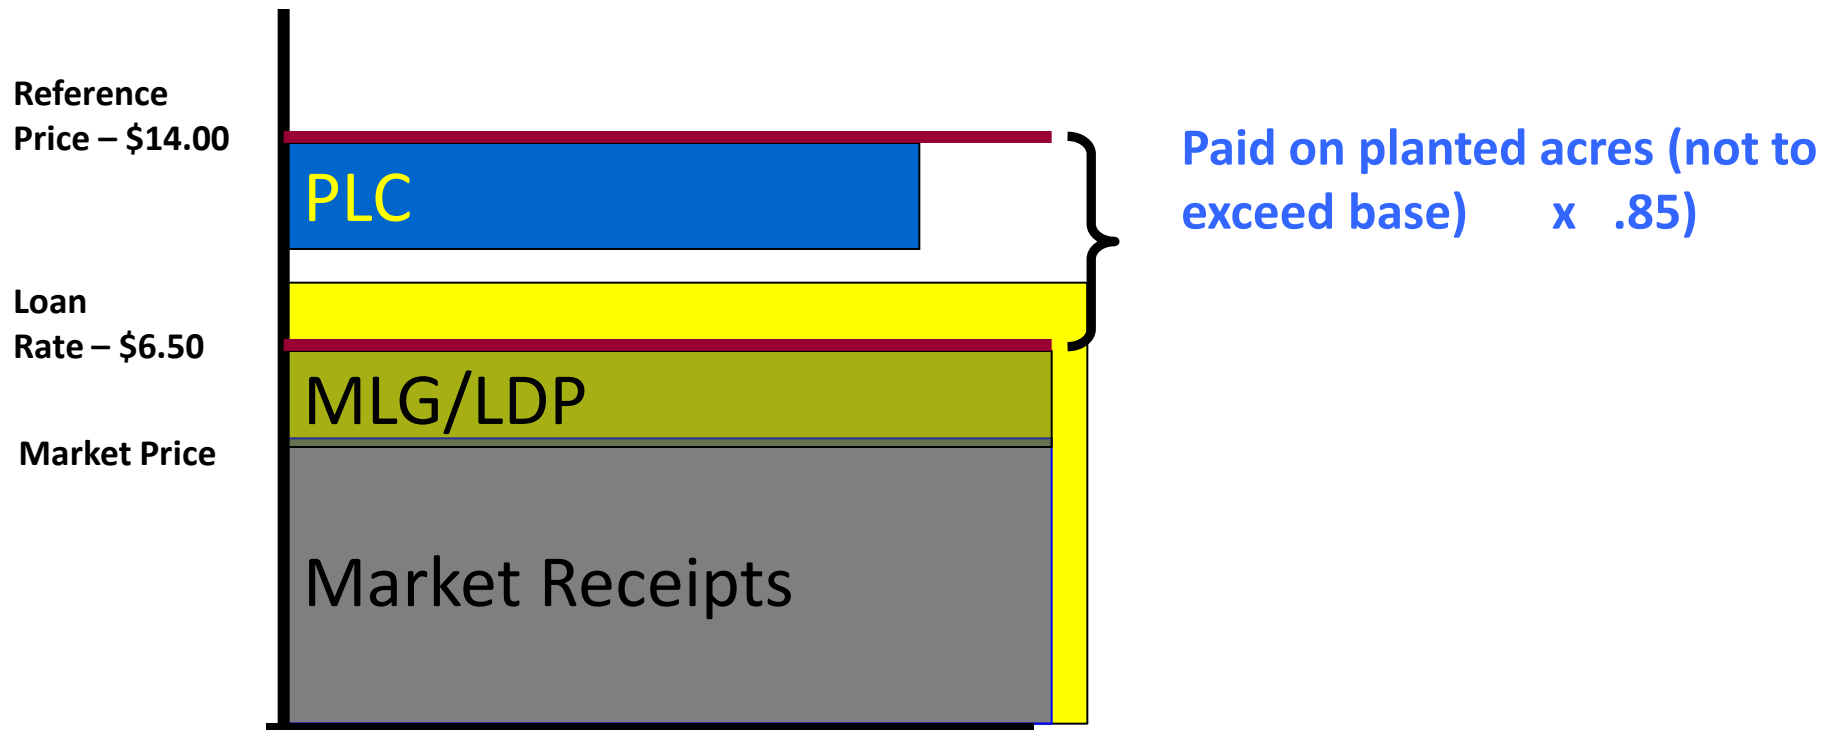 Reference
Price – $14.00
PLC
Paid on planted acres (not to
exceed base) x .85)
Loan
Rate – $6.50
MLG/LDP
Market Price
Market Receipts